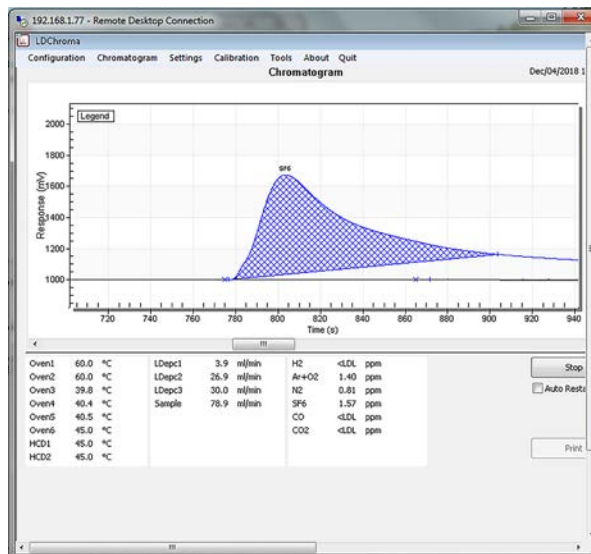 192.168.1.77 - Remote Desktop Connection
LDChroma
Configuration Chromatogram Settings Calibration Tools About Quit
Chromatogram Dec/04/2018 1
Legend
SF6
2000
1800
1600
1400
1200
1000
Response (mV)
720 740 760 780 800 820 840 860 880 900 920 940
Time (s)
Oven1 60.0 °C LDepc1 3.9 ml/min H2 <LDL ppm
Oven2 60.0 °C LDepc2 26.9 ml/min Ar+O2 1.40 ppm
Oven3 39.8 °C LDepc3 30.0 ml/min N2 0.81 ppm
Oven4 40.4 °C Sample 78.9 ml/min SF6 1.57 ppm
Oven5 40.5 °C CO <LDL ppm
Oven6 45.0 °C CO2 <LDL ppm
HCD1 45.0 °C
HCD2 45.0 °C
Stop
Auto Resta
Print